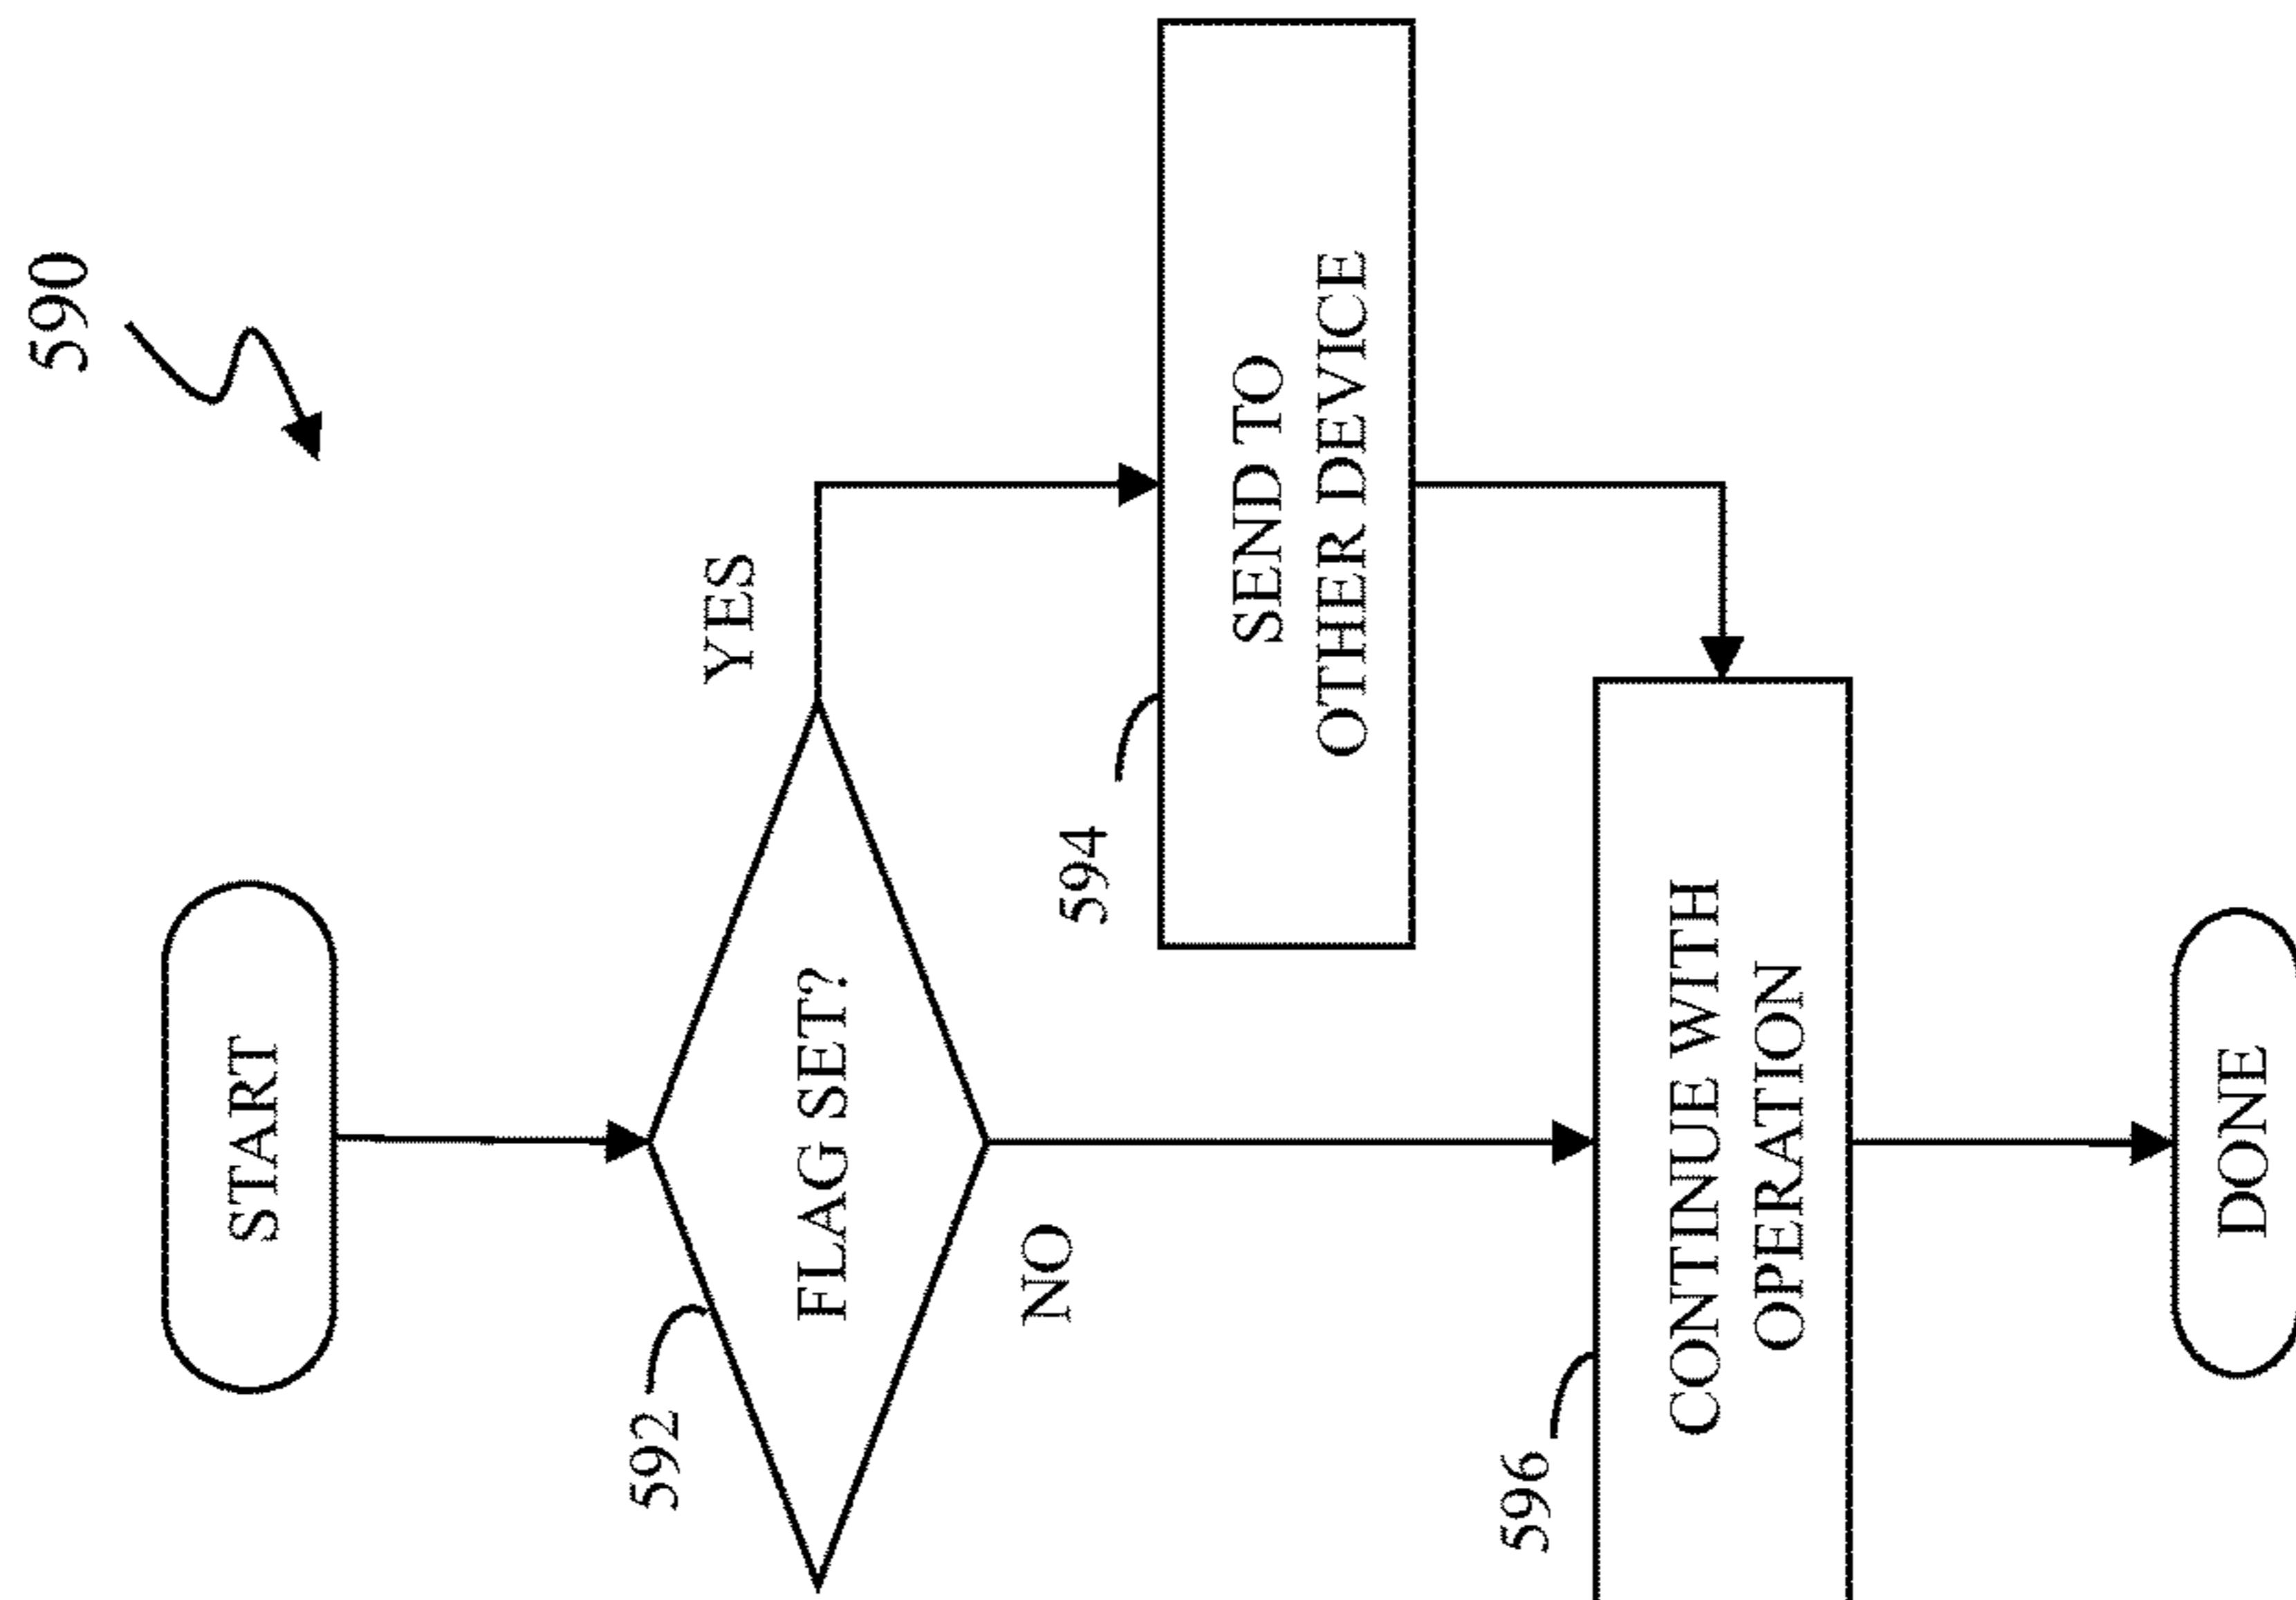 590
START
592
FLAG SET?
YES
NO
594
SEND TO
OTHER DEVICE
596
CONTINUE WITH
OPERATION
DONE